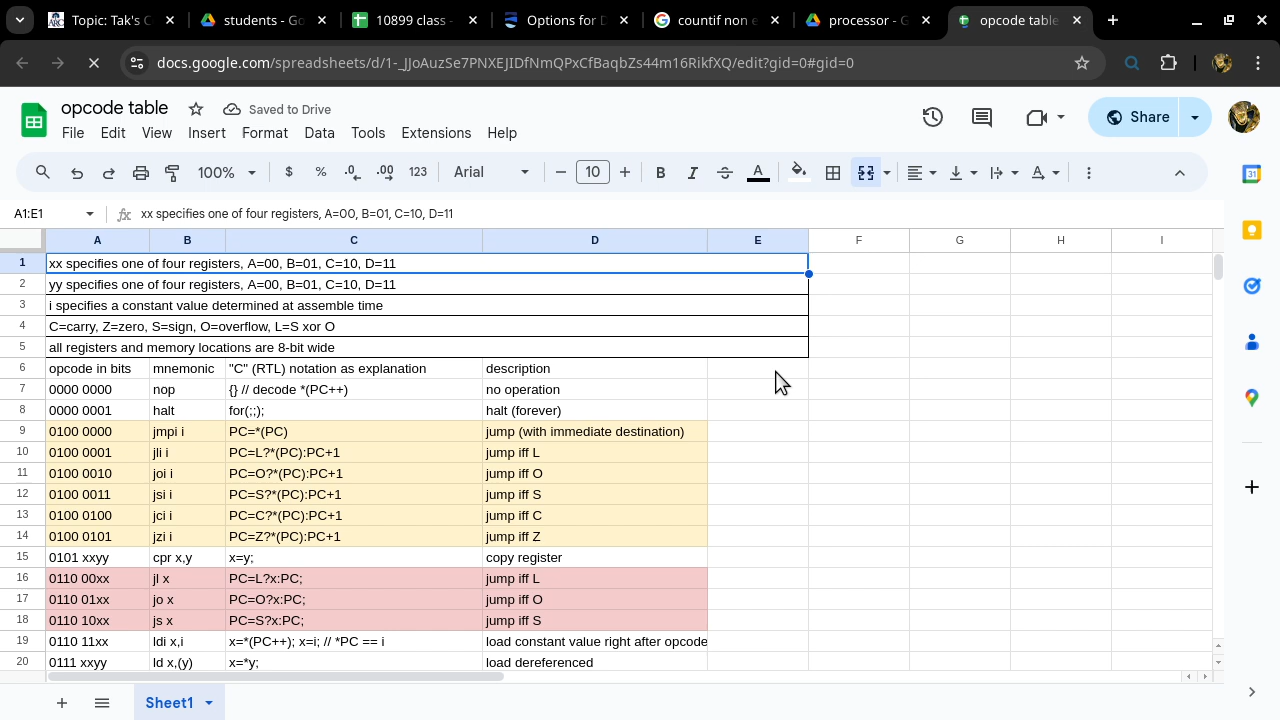 Topic: Tak's C
students - Go
10899 class -
Options for D
countif non e
processor - G
opcode table
docs.google.com/spreadsheets/d/1-_JJoAuzSe7PNXEJIDfNmQPxCfBaqbZs44m16RikfXQ/edit?gid=0#gid=0
opcode table
Saved to Drive
File Edit View Insert Format Data Tools Extensions Help
Share
100% $ % .0 .00 123 Arial 10 B I A
A1:E1 fx xx specifies one of four registers, A=00, B=01, C=10, D=11
A B C D E F G H I
1 xx specifies one of four registers, A=00, B=01, C=10, D=11
2 yy specifies one of four registers, A=00, B=01, C=10, D=11
3 i specifies a constant value determined at assemble time
4 C=carry, Z=zero, S=sign, O=overflow, L=S xor O
5 all registers and memory locations are 8-bit wide
6 opcode in bits mnemonic "C" (RTL) notation as explanation description
7 0000 0000 nop {} // decode *(PC++) no operation
8 0000 0001 halt for(;;); halt (forever)
9 0100 0000 jmpi i PC=*(PC) jump (with immediate destination)
10 0100 0001 jli i PC=L?*(PC):PC+1 jump iff L
11 0100 0010 joi i PC=O?*(PC):PC+1 jump iff O
12 0100 0011 jsi i PC=S?*(PC):PC+1 jump iff S
13 0100 0100 jci i PC=C?*(PC):PC+1 jump iff C
14 0100 0101 jzi i PC=Z?*(PC):PC+1 jump iff Z
15 0101 xxyy cpr x,y x=y; copy register
16 0110 00xx jl x PC=L?x:PC; jump iff L
17 0110 01xx jo x PC=O?x:PC; jump iff O
18 0110 10xx js x PC=S?x:PC; jump iff S
19 0110 11xx ldi x,i x=*(PC++); x=i; // *PC == i load constant value right after opcode
20 0111 xxyy ld x,(y) x=*y; load dereferenced
Sheet1
31